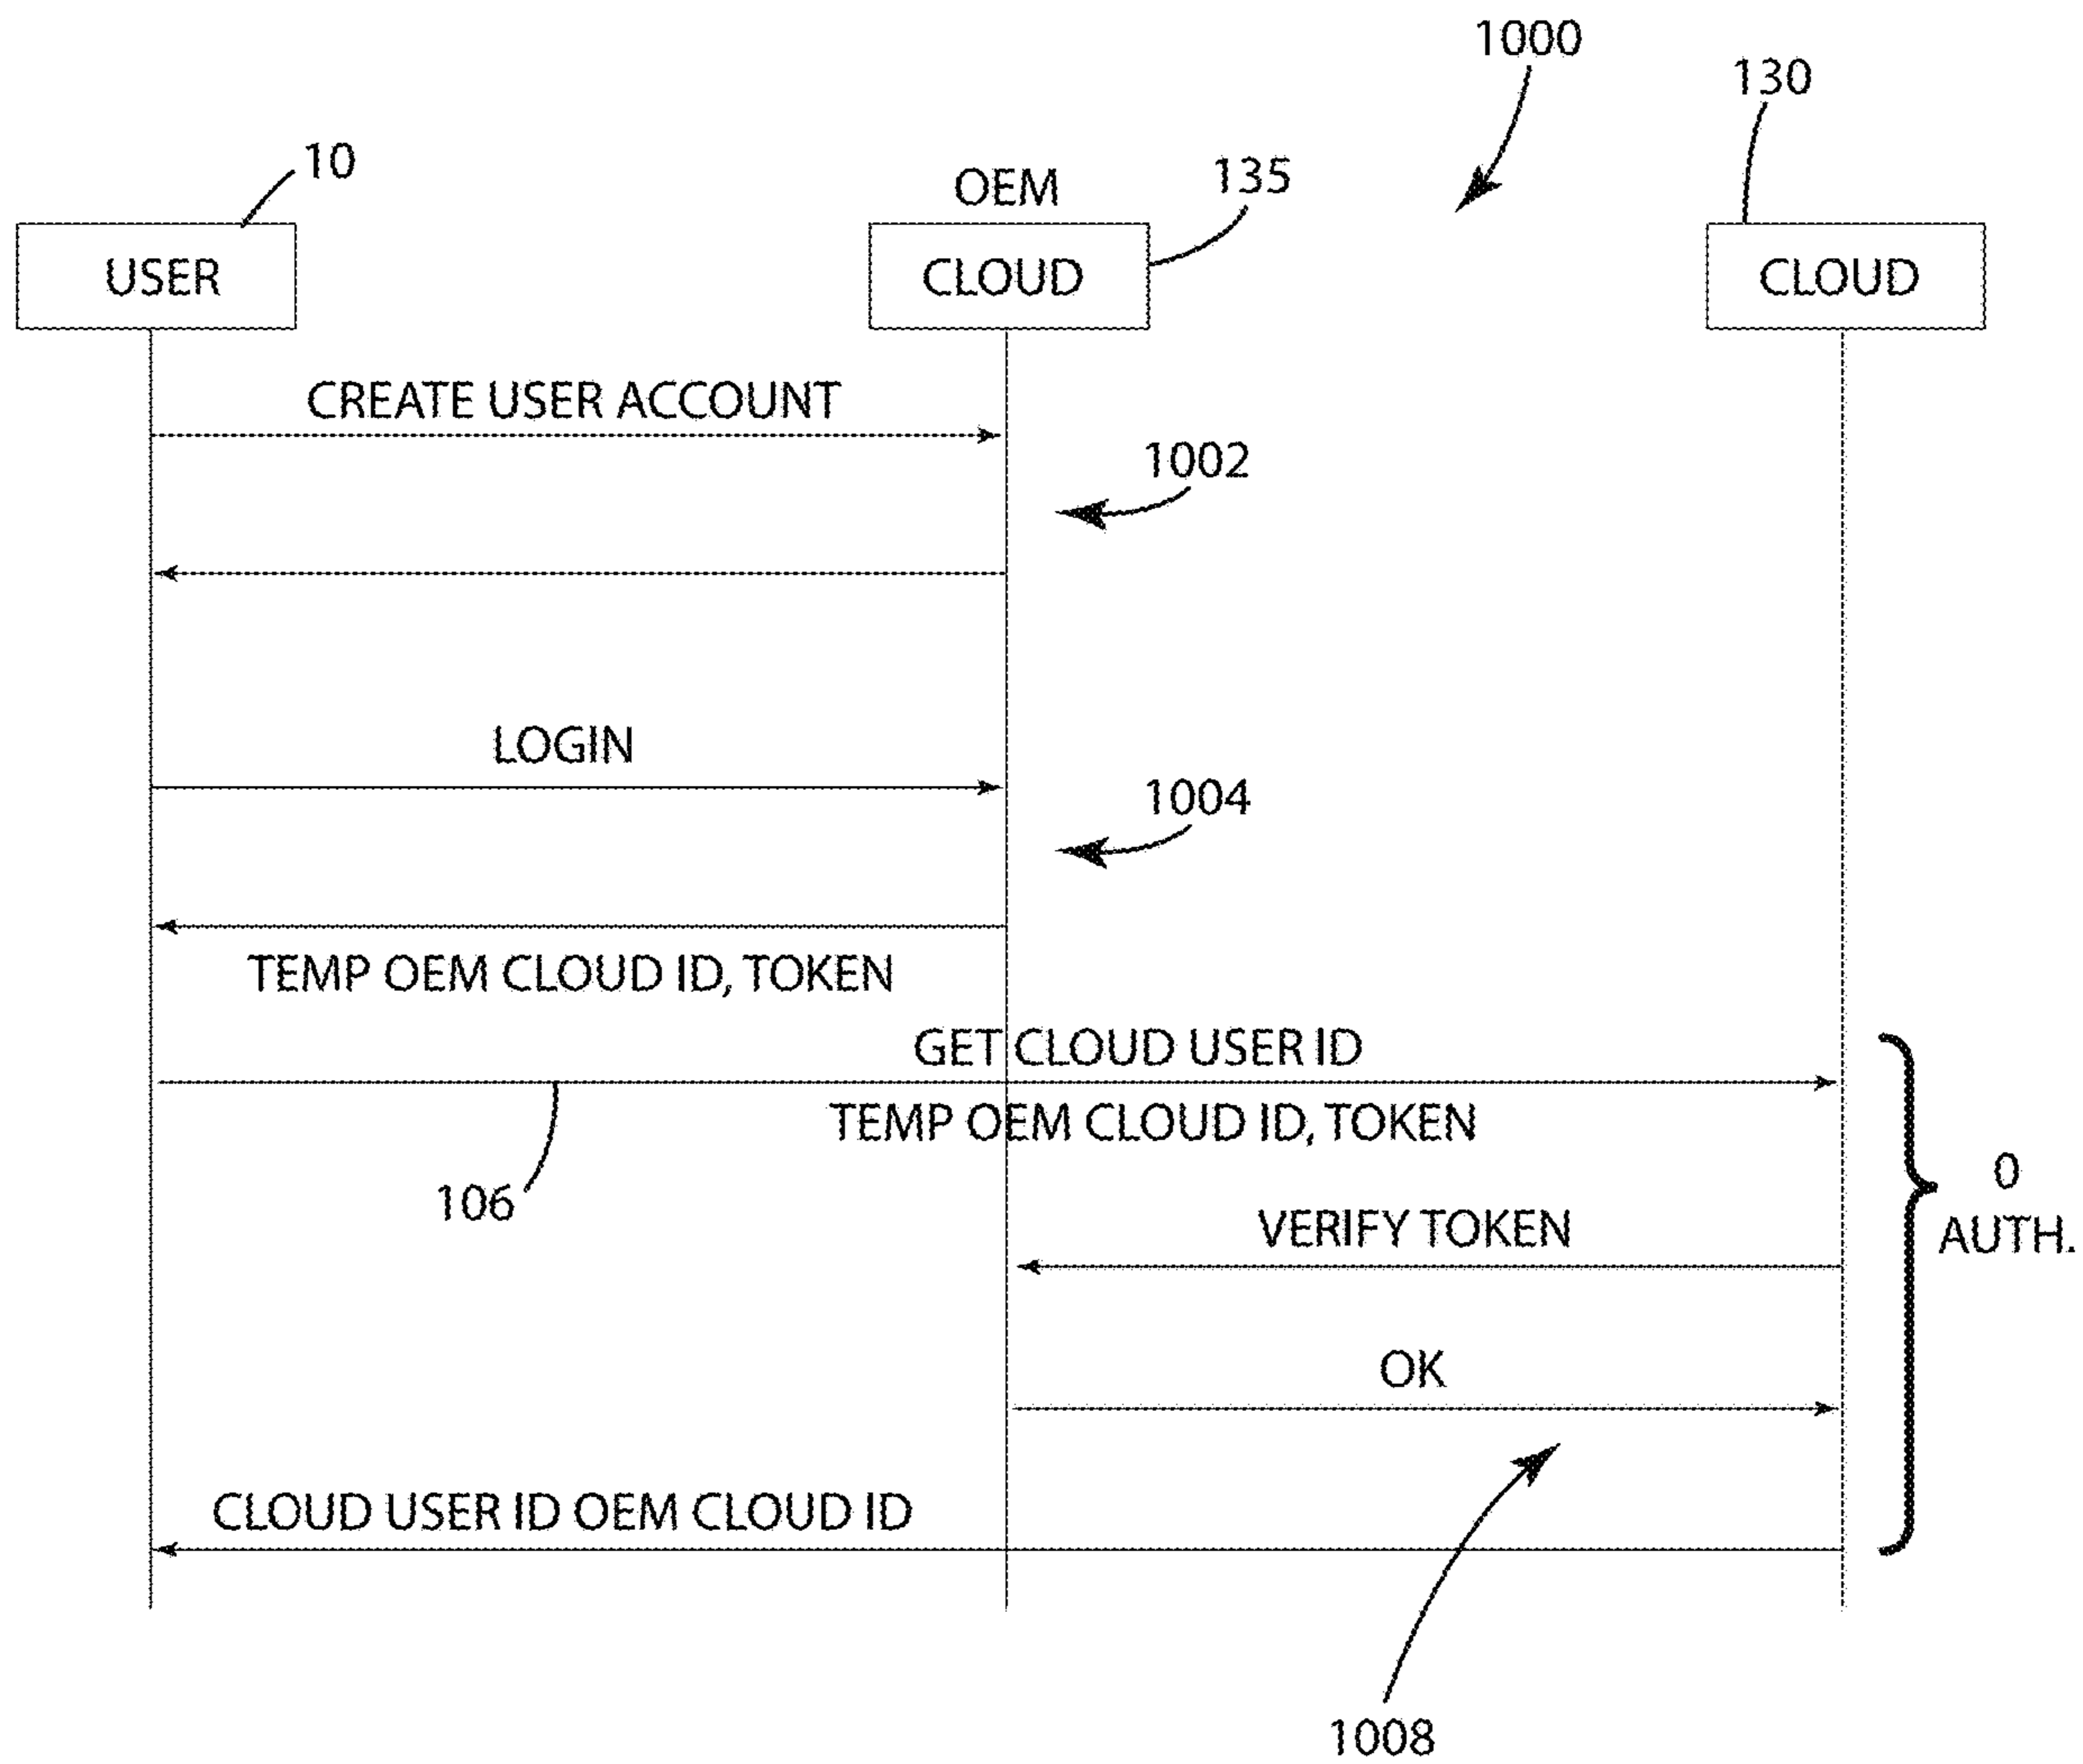 1000
130
10
OEM
135
USER
CLOUD
CLOUD
CREATE USER ACCOUNT
1002
LOGIN
1004
TEMP OEM CLOUD ID, TOKEN
GET CLOUD USER ID
TEMP OEM CLOUD ID, TOKEN
0
AUTH.
106
VERIFY TOKEN
OK
CLOUD USER ID OEM CLOUD ID
1008